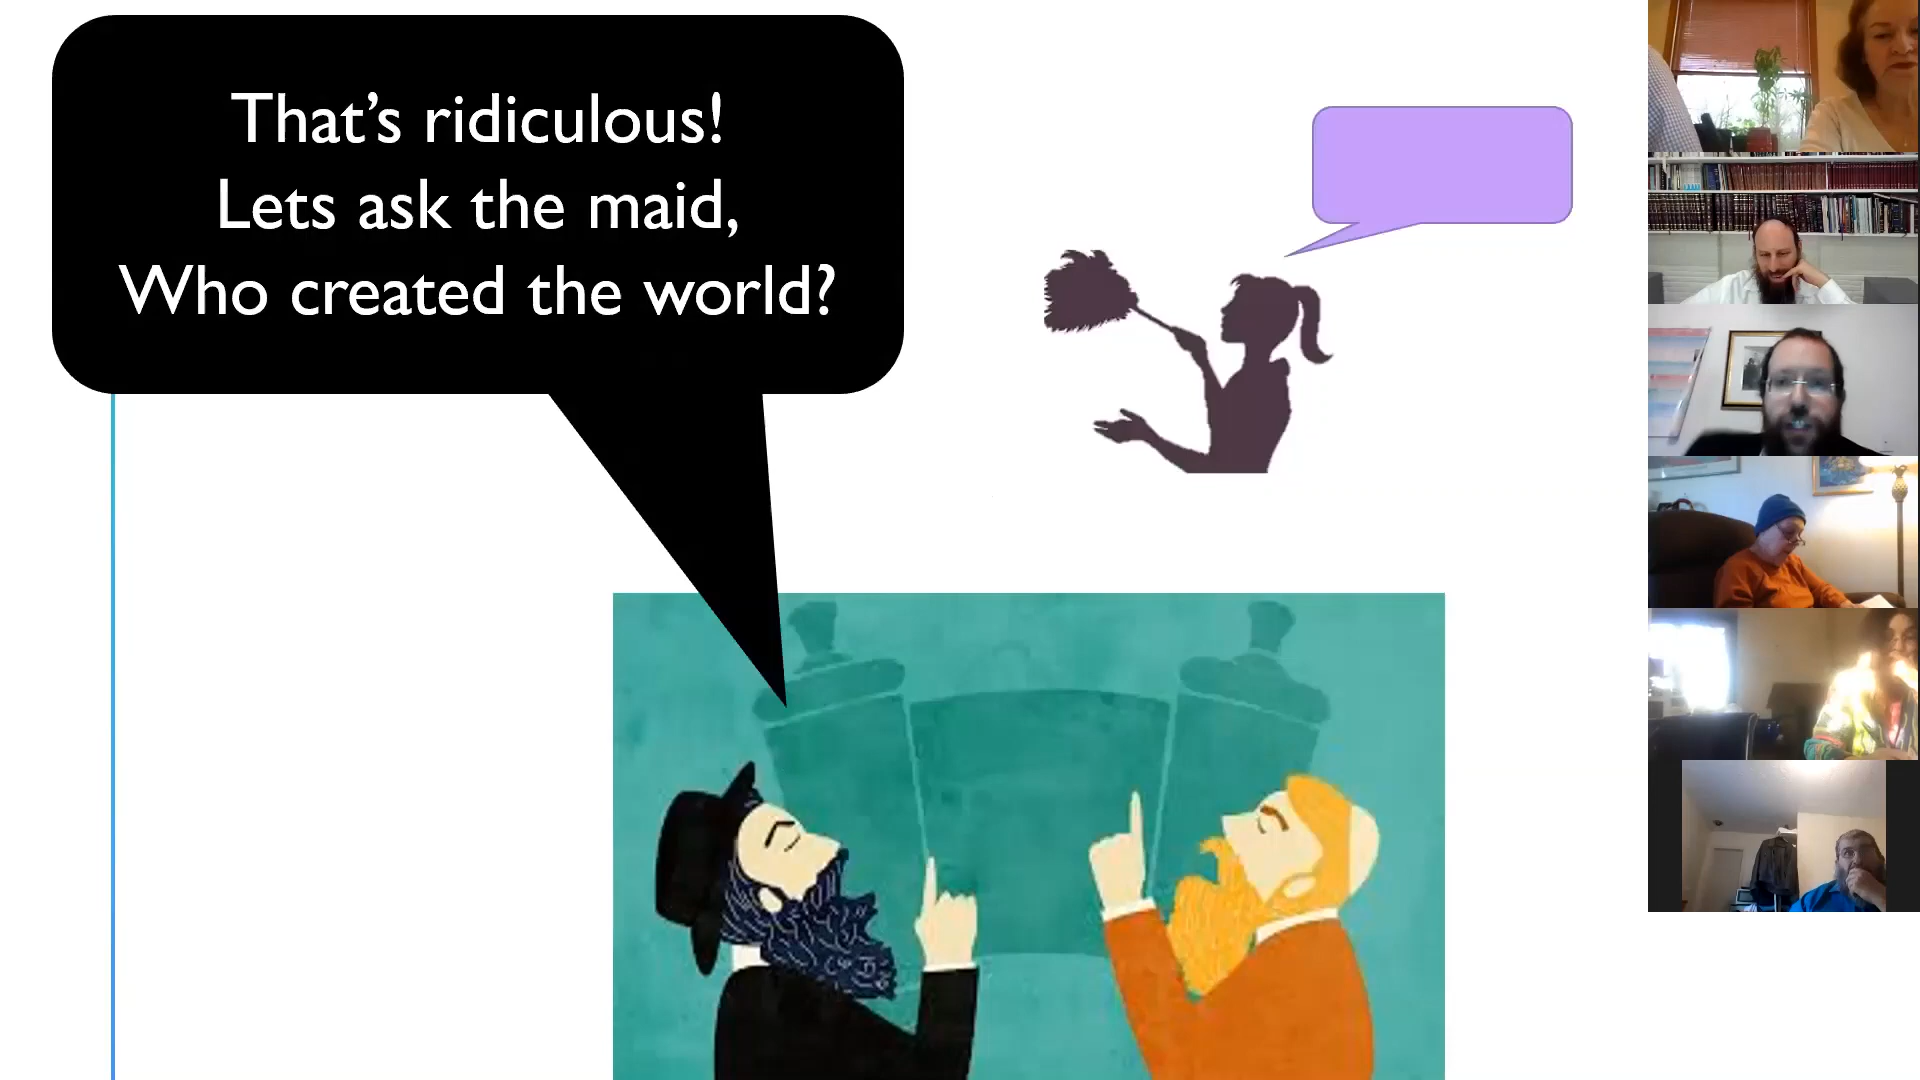 That’s ridiculous!
Lets ask the maid,
Who created the world?